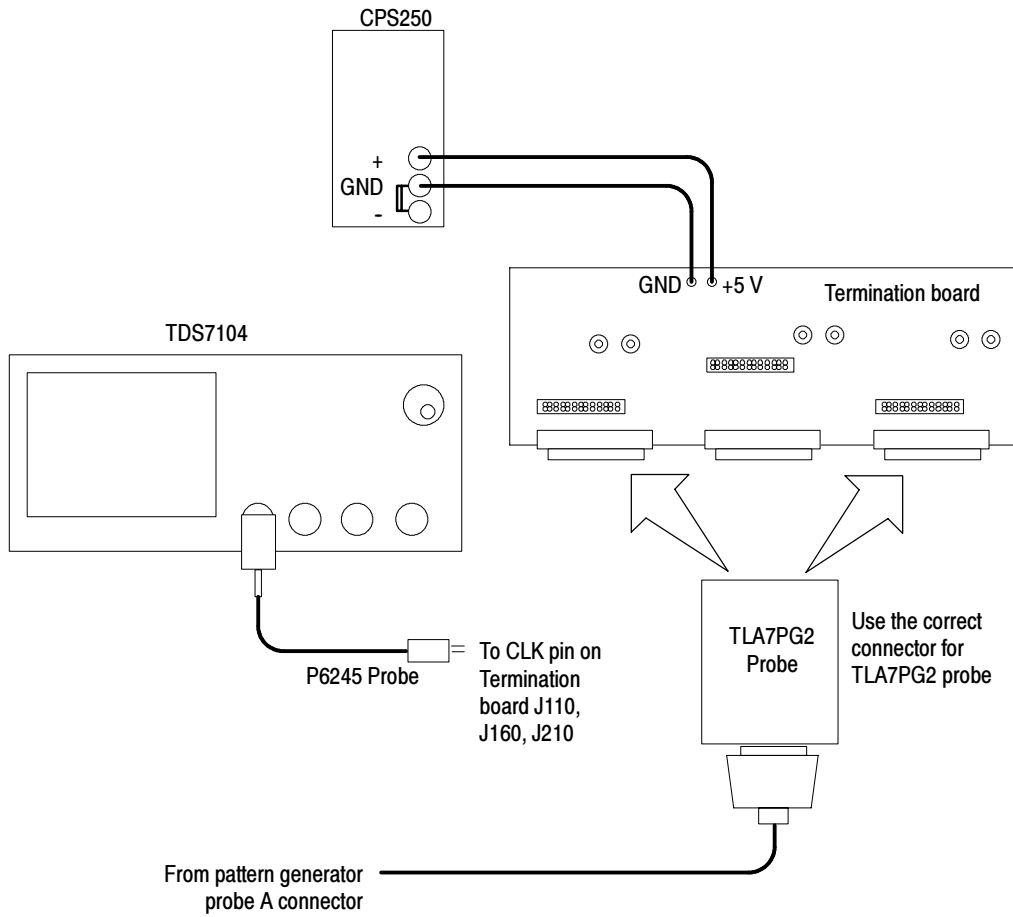 CPS250
+
GND
-
GND
+5 V
Termination board
TDS7104
P6245 Probe
To CLK pin on
Termination
board J110,
J160, J210
TLA7PG2
Probe
Use the correct
connector for
TLA7PG2 probe
From pattern generator
probe A connector